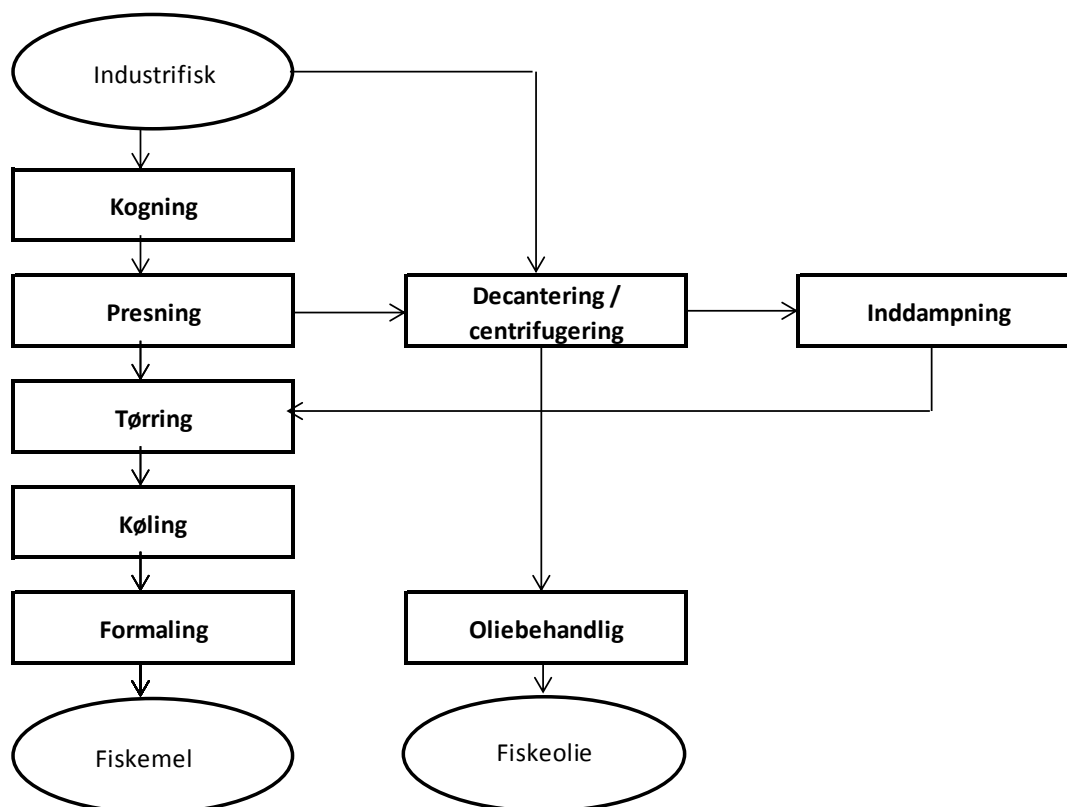 Industrifisk
Kogning
Presning
Decantering /
centrifugering
Inddampning
Tørring
Køling
Formaling
Oliebehandlig
Fiskemel
Fiskeolie